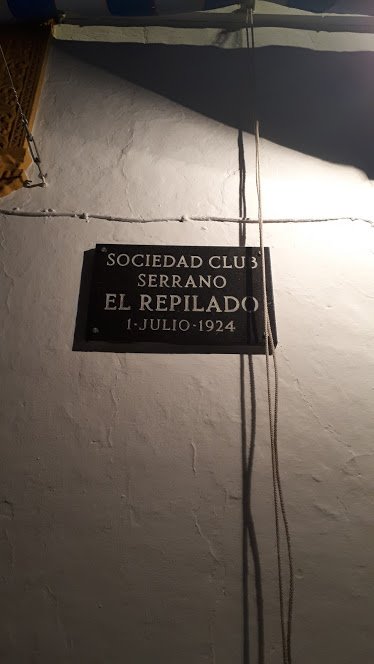 SOCIEDAD CLUB
SERRANO
EL REPILADO
1-JULIO-1924